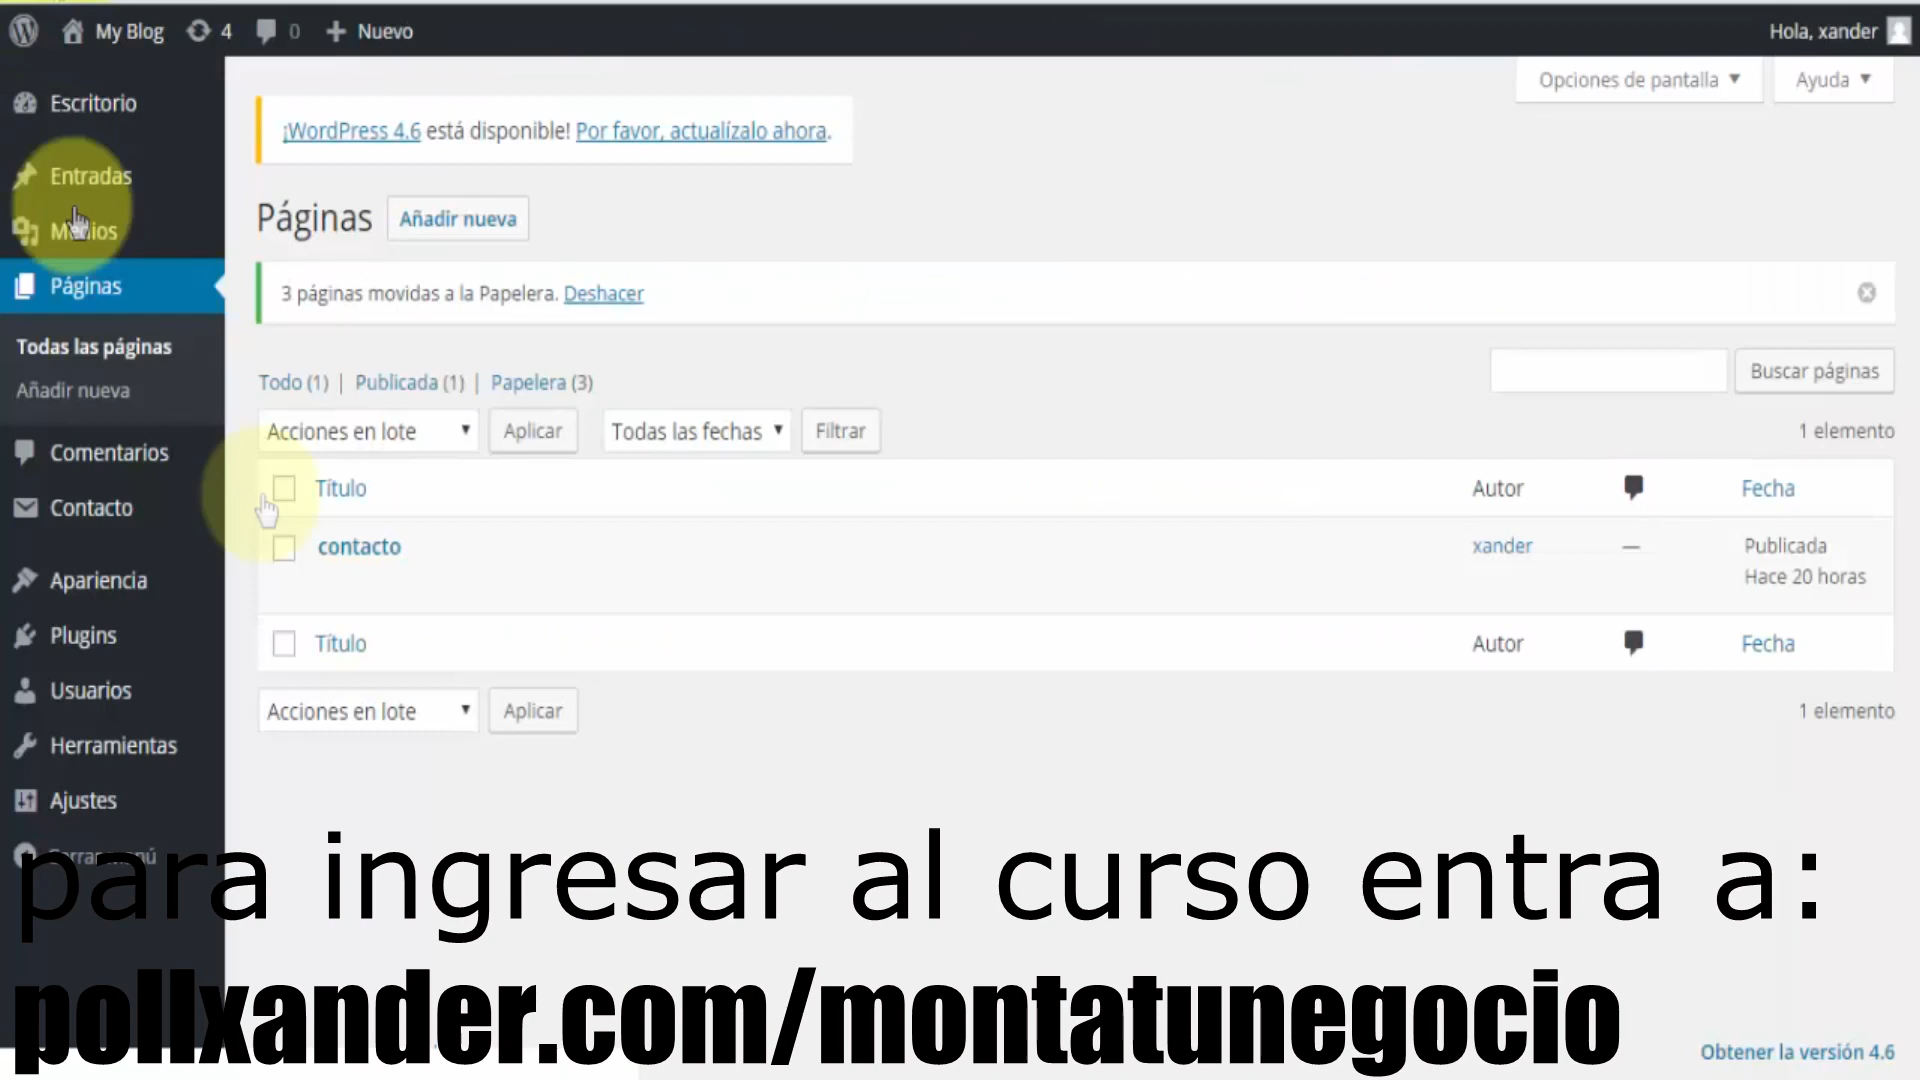 My Blog 4 0 Nuevo Hola, xander
Opciones de pantalla Ayuda
Escritorio
Entradas
Medios
Páginas
Todas las páginas
Añadir nueva
Comentarios
Contacto
Apariencia
Plugins
Usuarios
Herramientas
Ajustes
Cerrar menú
¡WordPress 4.6 está disponible! Por favor, actualízalo ahora.
Páginas Añadir nueva
3 páginas movidas a la Papelera. Deshacer
Todo (1) | Publicada (1) | Papelera (3)
Buscar páginas
Acciones en lote Aplicar Todas las fechas Filtrar 1 elemento
Título Autor Fecha
contacto xander — Publicada
Hace 20 horas
Título Autor Fecha
Acciones en lote Aplicar 1 elemento
para ingresar al curso entra a:
pollxander.com/montatunegocio
Obtener la versión 4.6